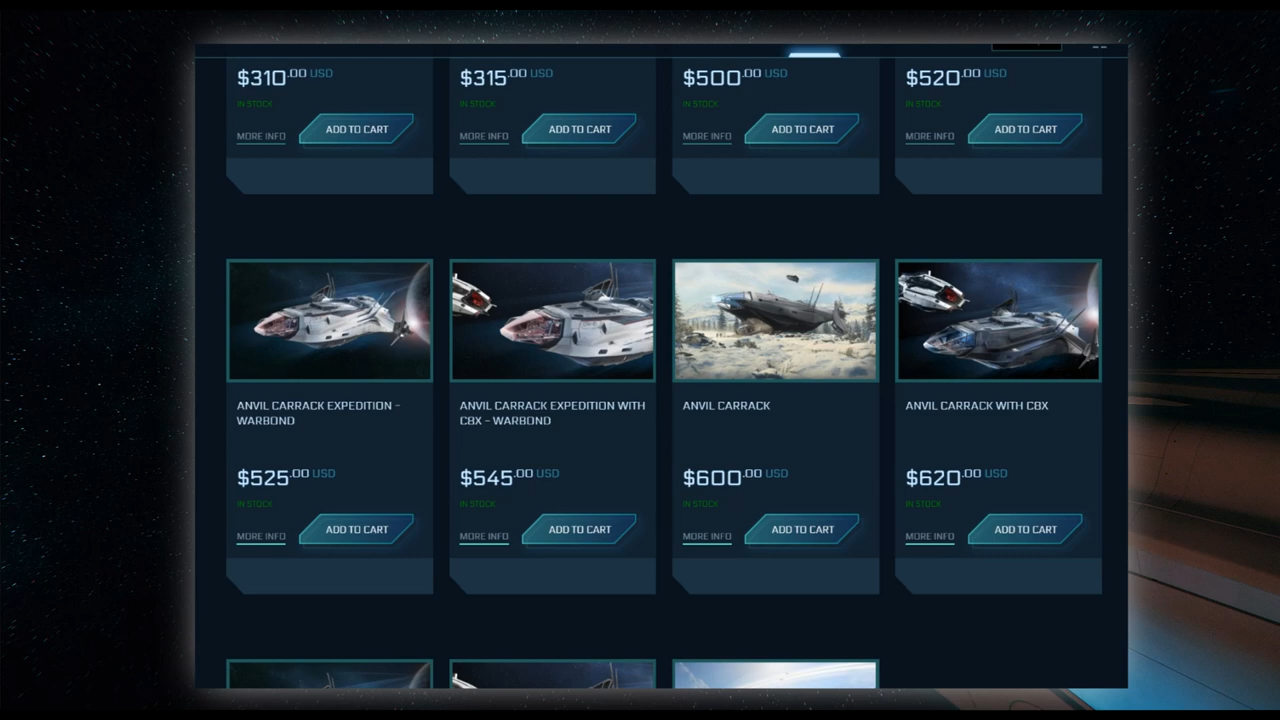 $310.00 USD
IN STOCK
MORE INFO
ADD TO CART
$315.00 USD
IN STOCK
MORE INFO
ADD TO CART
$500.00 USD
IN STOCK
MORE INFO
ADD TO CART
$520.00 USD
IN STOCK
MORE INFO
ADD TO CART
ANVIL CARRACK EXPEDITION -
WARBOND
$525.00 USD
IN STOCK
MORE INFO
ADD TO CART
ANVIL CARRACK EXPEDITION WITH
C8X - WARBOND
$545.00 USD
IN STOCK
MORE INFO
ADD TO CART
ANVIL CARRACK
$600.00 USD
IN STOCK
MORE INFO
ADD TO CART
ANVIL CARRACK WITH C8X
$620.00 USD
IN STOCK
MORE INFO
ADD TO CART